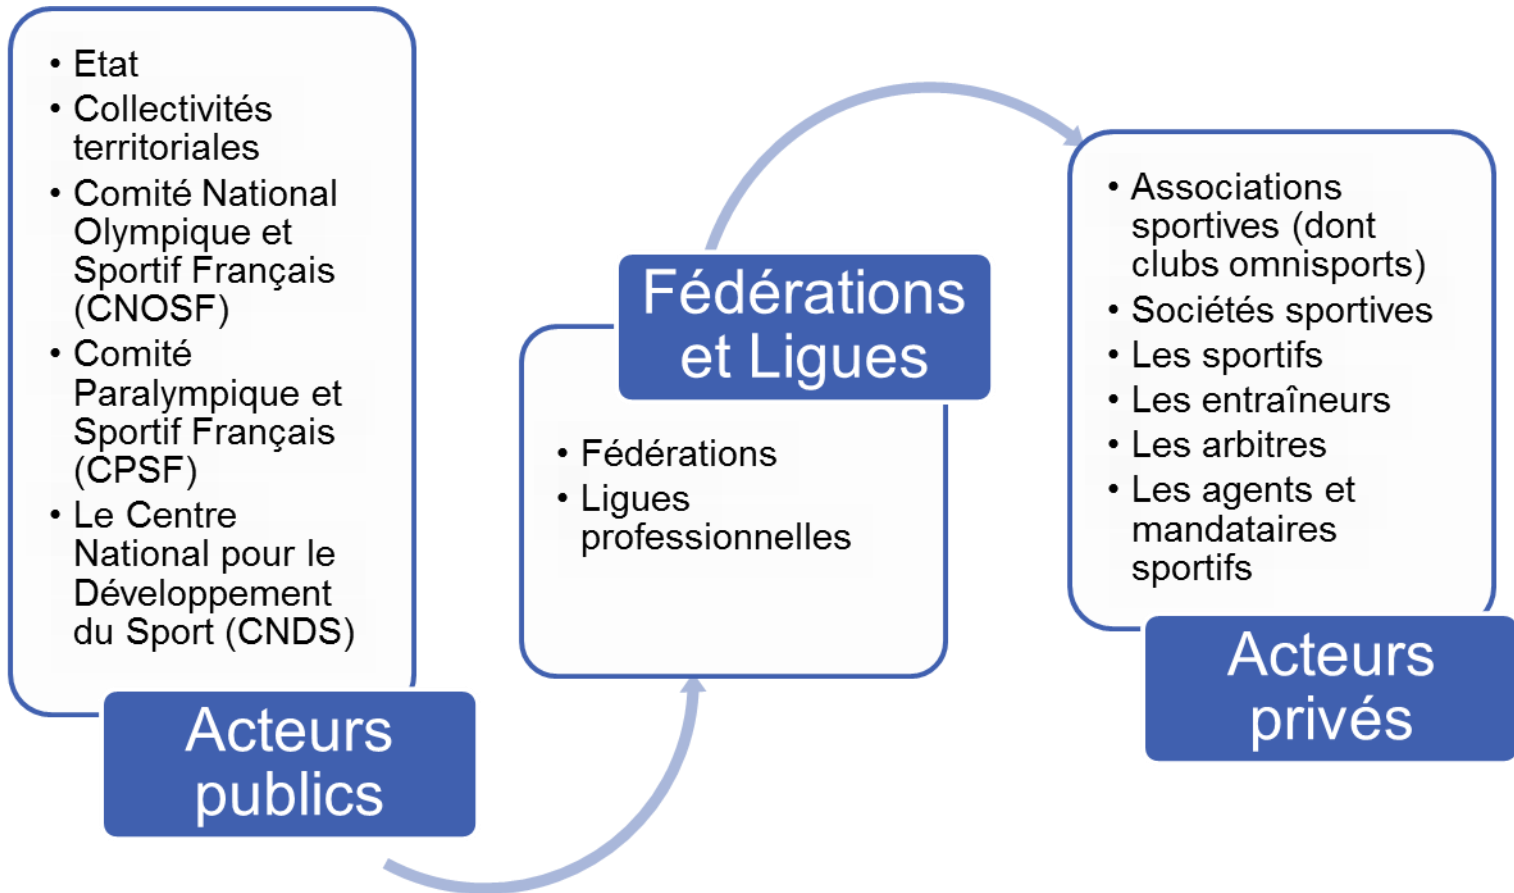 • Etat
• Collectivités
territoriales
• Comité National
Olympique et
Sportif Français
(CNOSF)
• Comité
Paralympique et
Sportif Français
(CPSF)
• Le Centre
National pour le
Développement
du Sport (CNDS)
Acteurs
publics
Fédérations
et Ligues
• Fédérations
• Ligues
professionnelles
• Associations
sportives (dont
clubs omnisports)
• Sociétés sportives
• Les sportifs
• Les entraîneurs
• Les arbitres
• Les agents et
mandataires
sportifs
Acteurs
privés